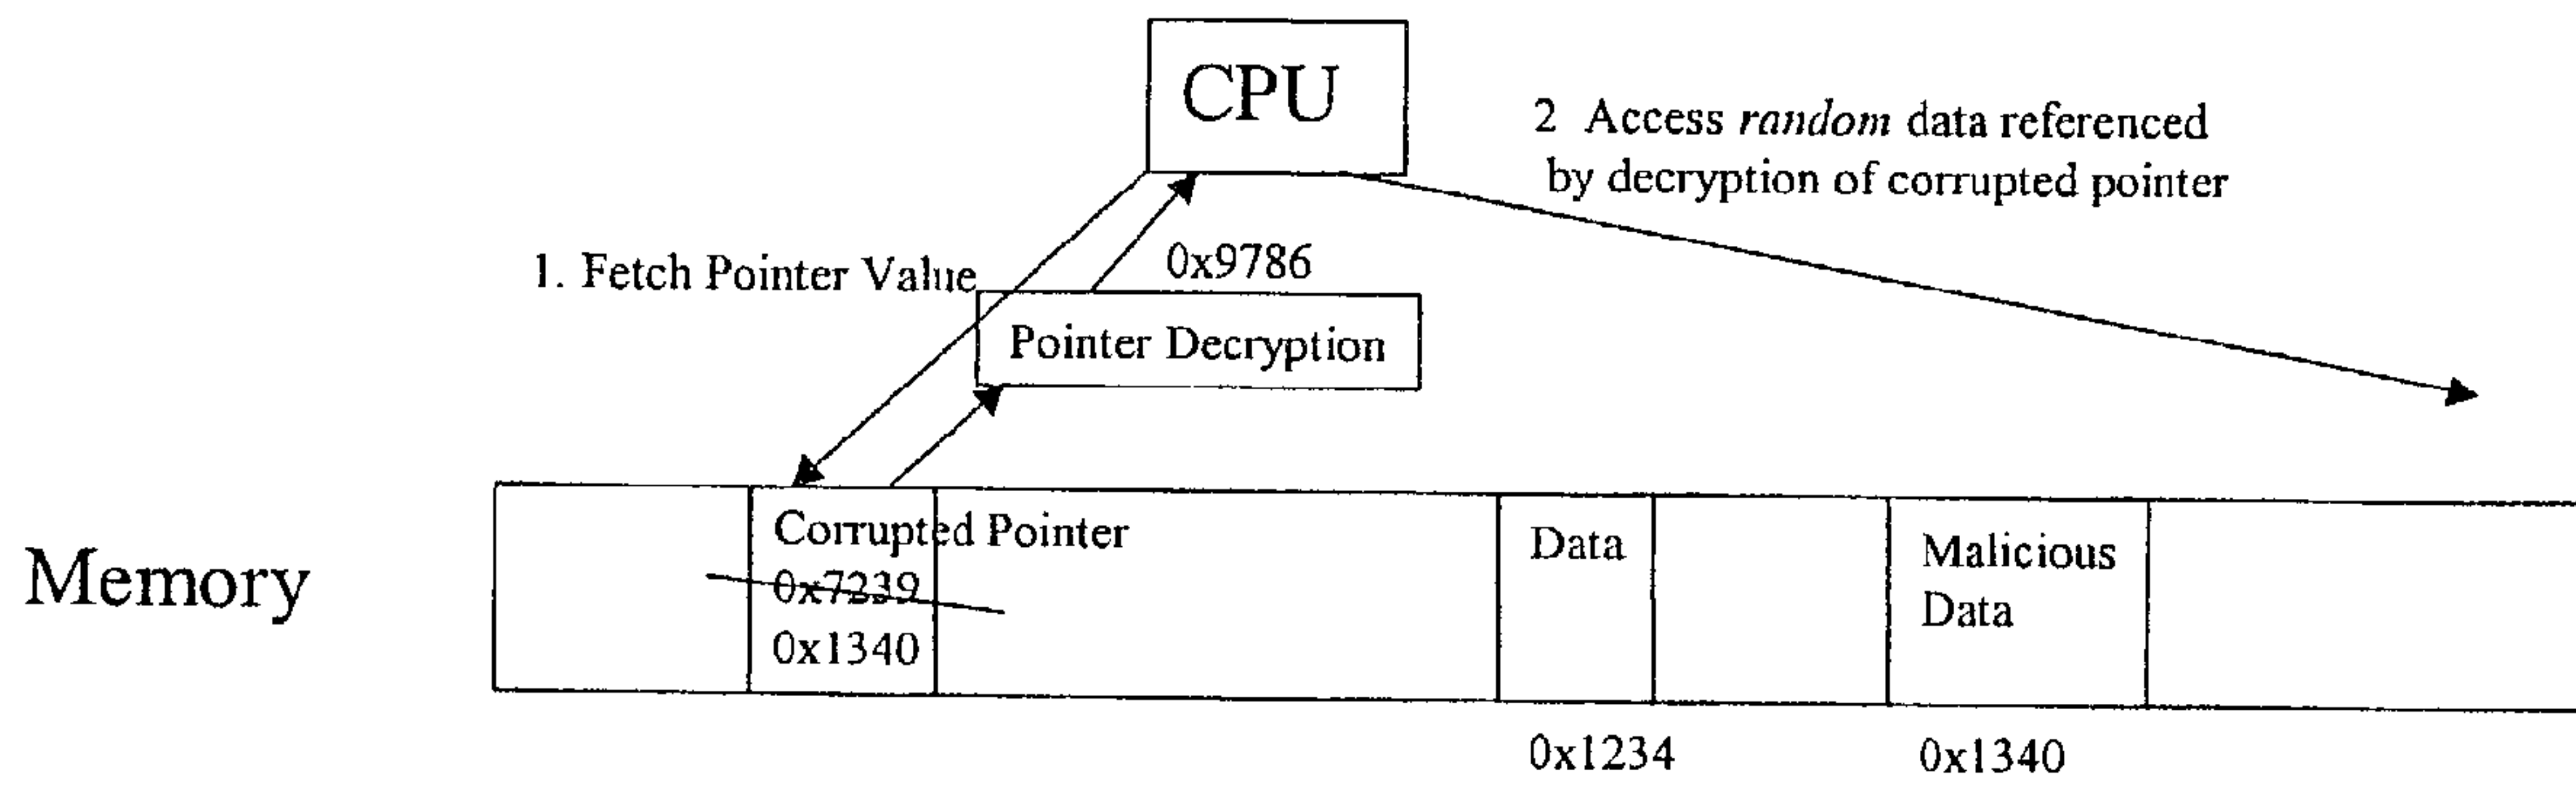 CPU
2 Access random data referenced
by decryption of corrupted pointer
1. Fetch Pointer Value
0x9786
Pointer Decryption
Memory
Corrupted Pointer
0x7239
0x1340
Data
Malicious
Data
0x1234
0x1340